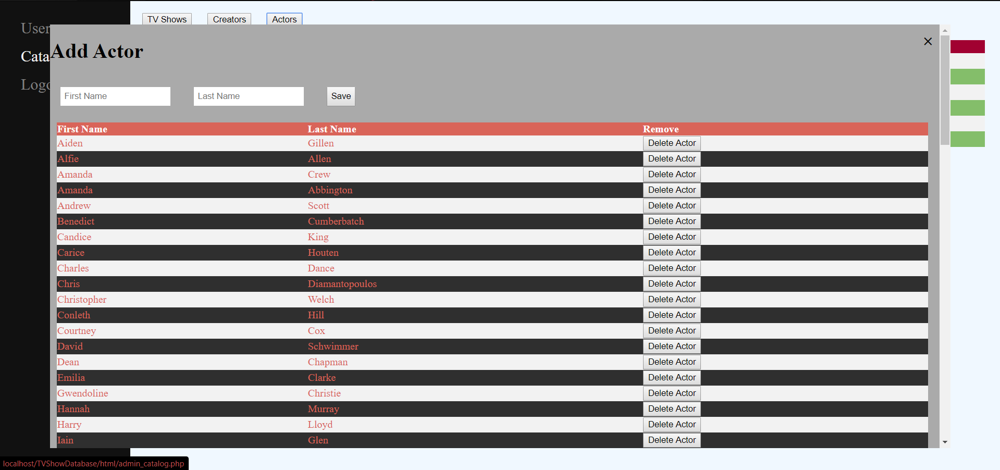 TV Shows Creators Actors
User
Cata
Logo
Add Actor
×
First Name Last Name Save
First Name Last Name Remove
Aiden Gillen Delete Actor
Alfie Allen Delete Actor
Amanda Crew Delete Actor
Amanda Abbington Delete Actor
Andrew Scott Delete Actor
Benedict Cumberbatch Delete Actor
Candice King Delete Actor
Carice Houten Delete Actor
Charles Dance Delete Actor
Chris Diamantopoulos Delete Actor
Christopher Welch Delete Actor
Conleth Hill Delete Actor
Courtney Cox Delete Actor
David Schwimmer Delete Actor
Dean Chapman Delete Actor
Emilia Clarke Delete Actor
Gwendoline Christie Delete Actor
Hannah Murray Delete Actor
Harry Lloyd Delete Actor
Iain Glen Delete Actor
localhost/TVShowDatabase/html/admin_catalog.php